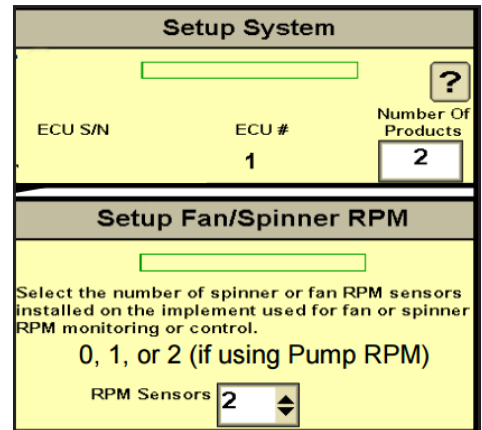 Setup System
?
Number Of
ECU S/N ECU # Products
1 2
Setup Fan/Spinner RPM
Select the number of spinner or fan RPM sensors
installed on the implement used for fan or spinner
RPM monitoring or control.
0, 1, or 2 (if using Pump RPM)
RPM Sensors 2